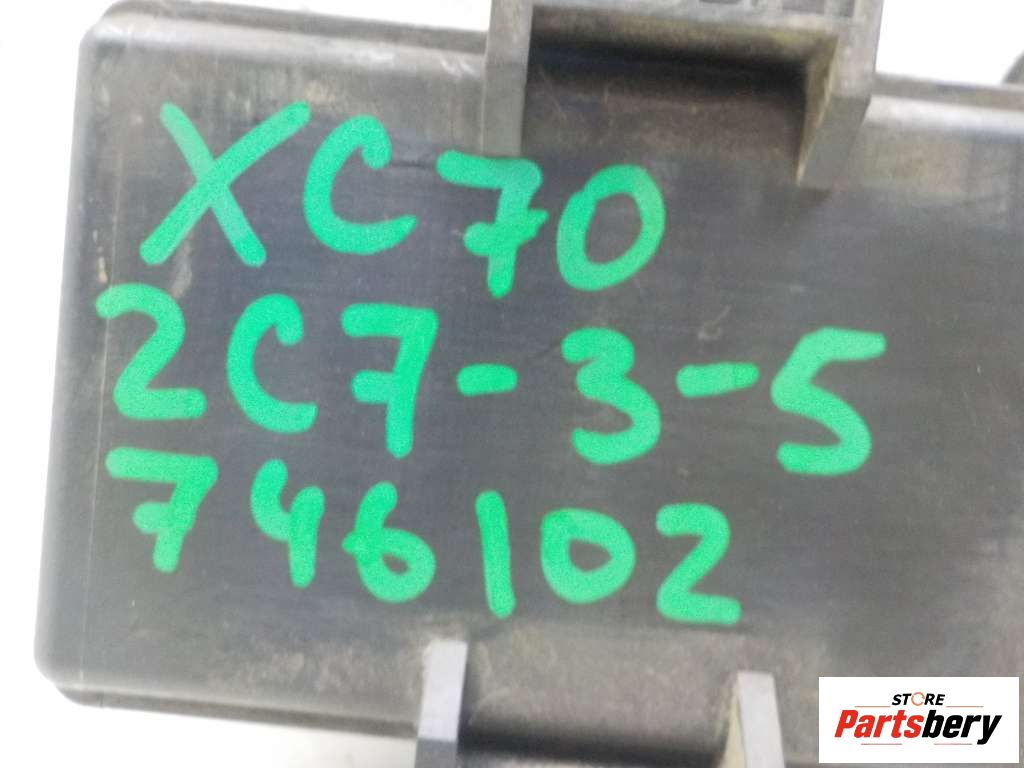 XC70
2C7-3-5
746102
STORE
Partsbery